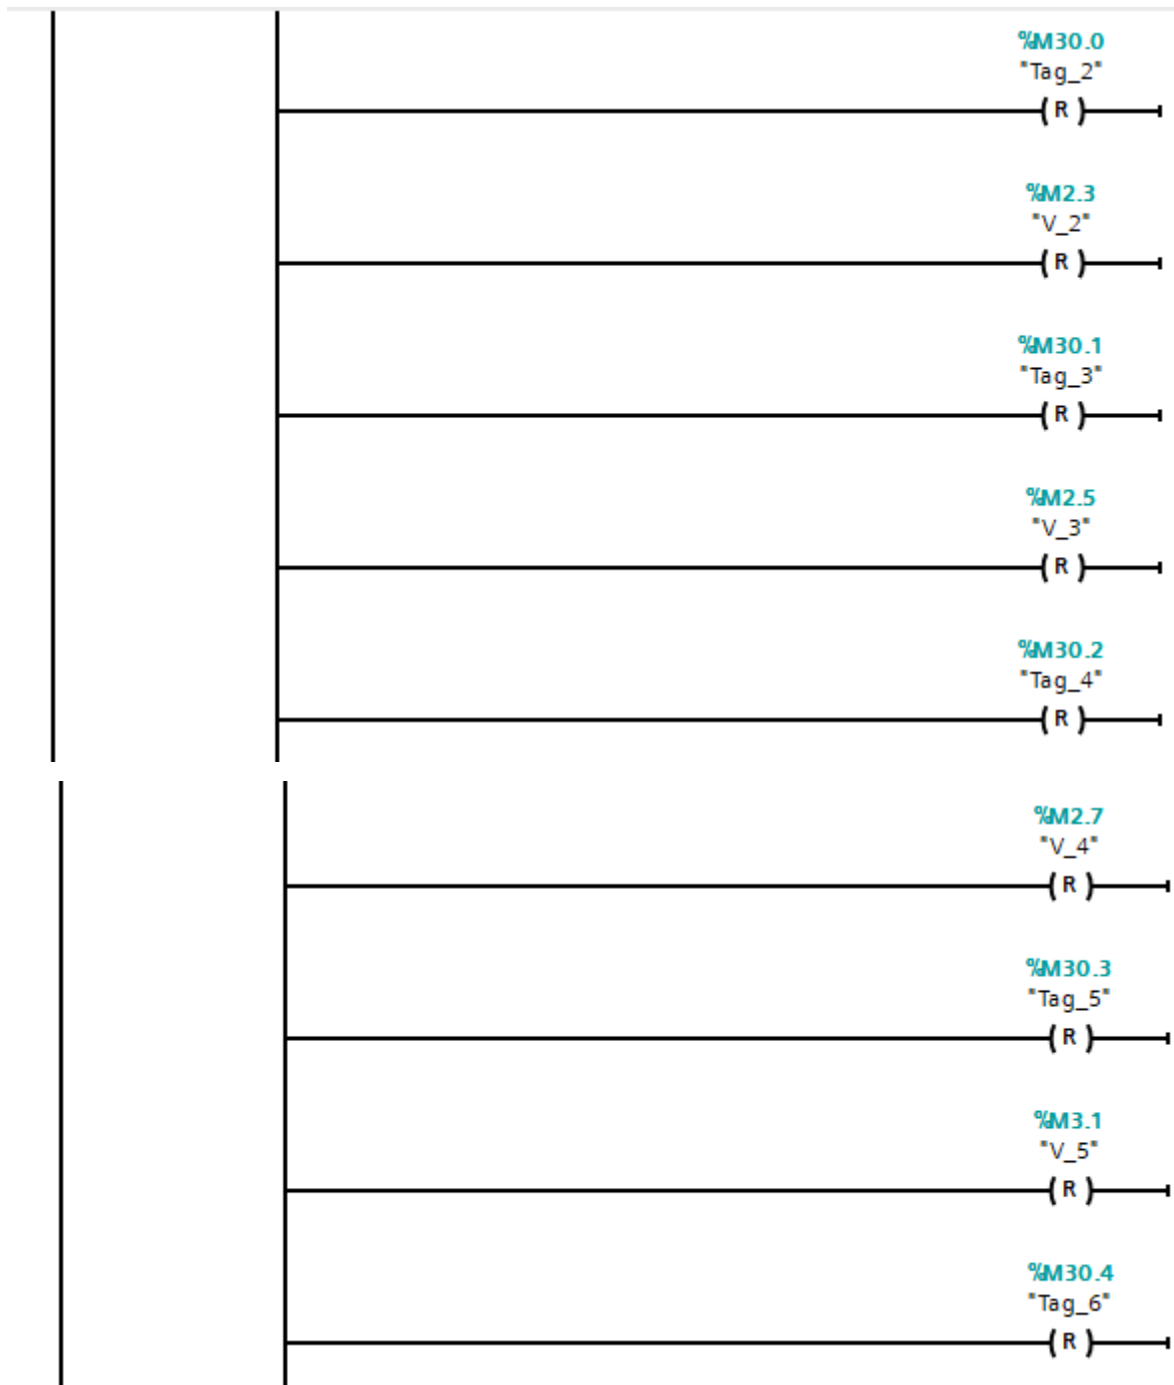 %M30.0
"Tag_2"
( R )
%M2.3
"V_2"
( R )
%M30.1
"Tag_3"
( R )
%M2.5
"V_3"
( R )
%M30.2
"Tag_4"
( R )
%M2.7
"V_4"
( R )
%M30.3
"Tag_5"
( R )
%M3.1
"V_5"
( R )
%M30.4
"Tag_6"
( R )